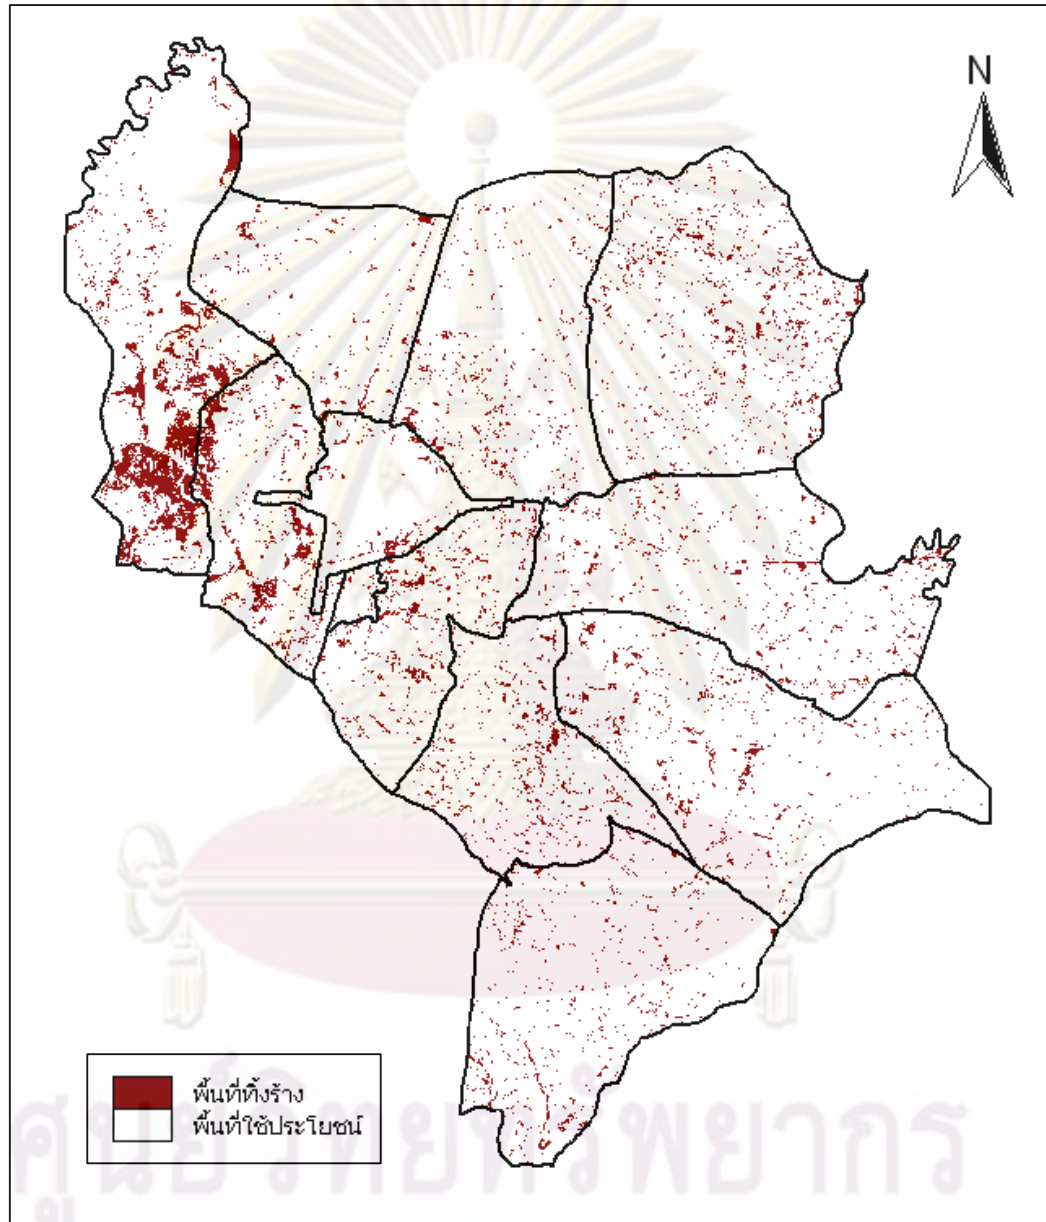 N
พื้นที่ทิ้งร้าง
พื้นที่ใช้ประโยชน์
ศูนย์วิทยทรัพยากร